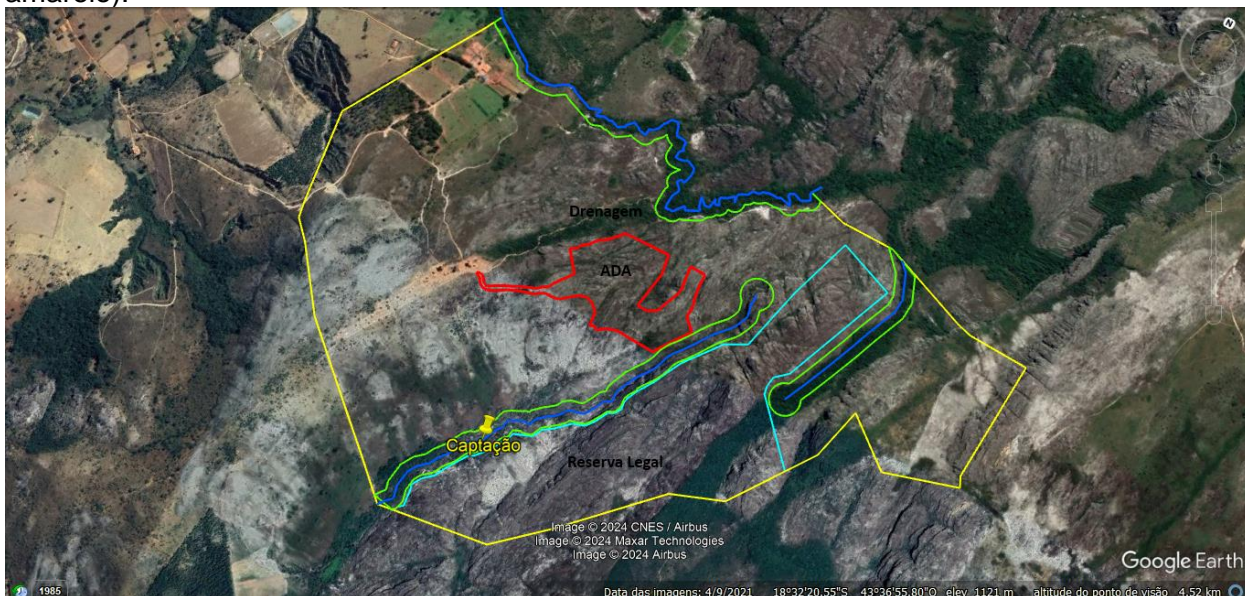 amarelo).
N
Drenagem
ADA
Captação
Reserva Legal
Image © 2024 CNES / Airbus
Image © 2024 Maxar Technologies
Image © 2024 Airbus
Google Earth
1985
Data das imagens: 4/9/2021 18°32'20.55"S 43°36'55.80"O elev 1121 m altitude do ponto de visão 4.52 km